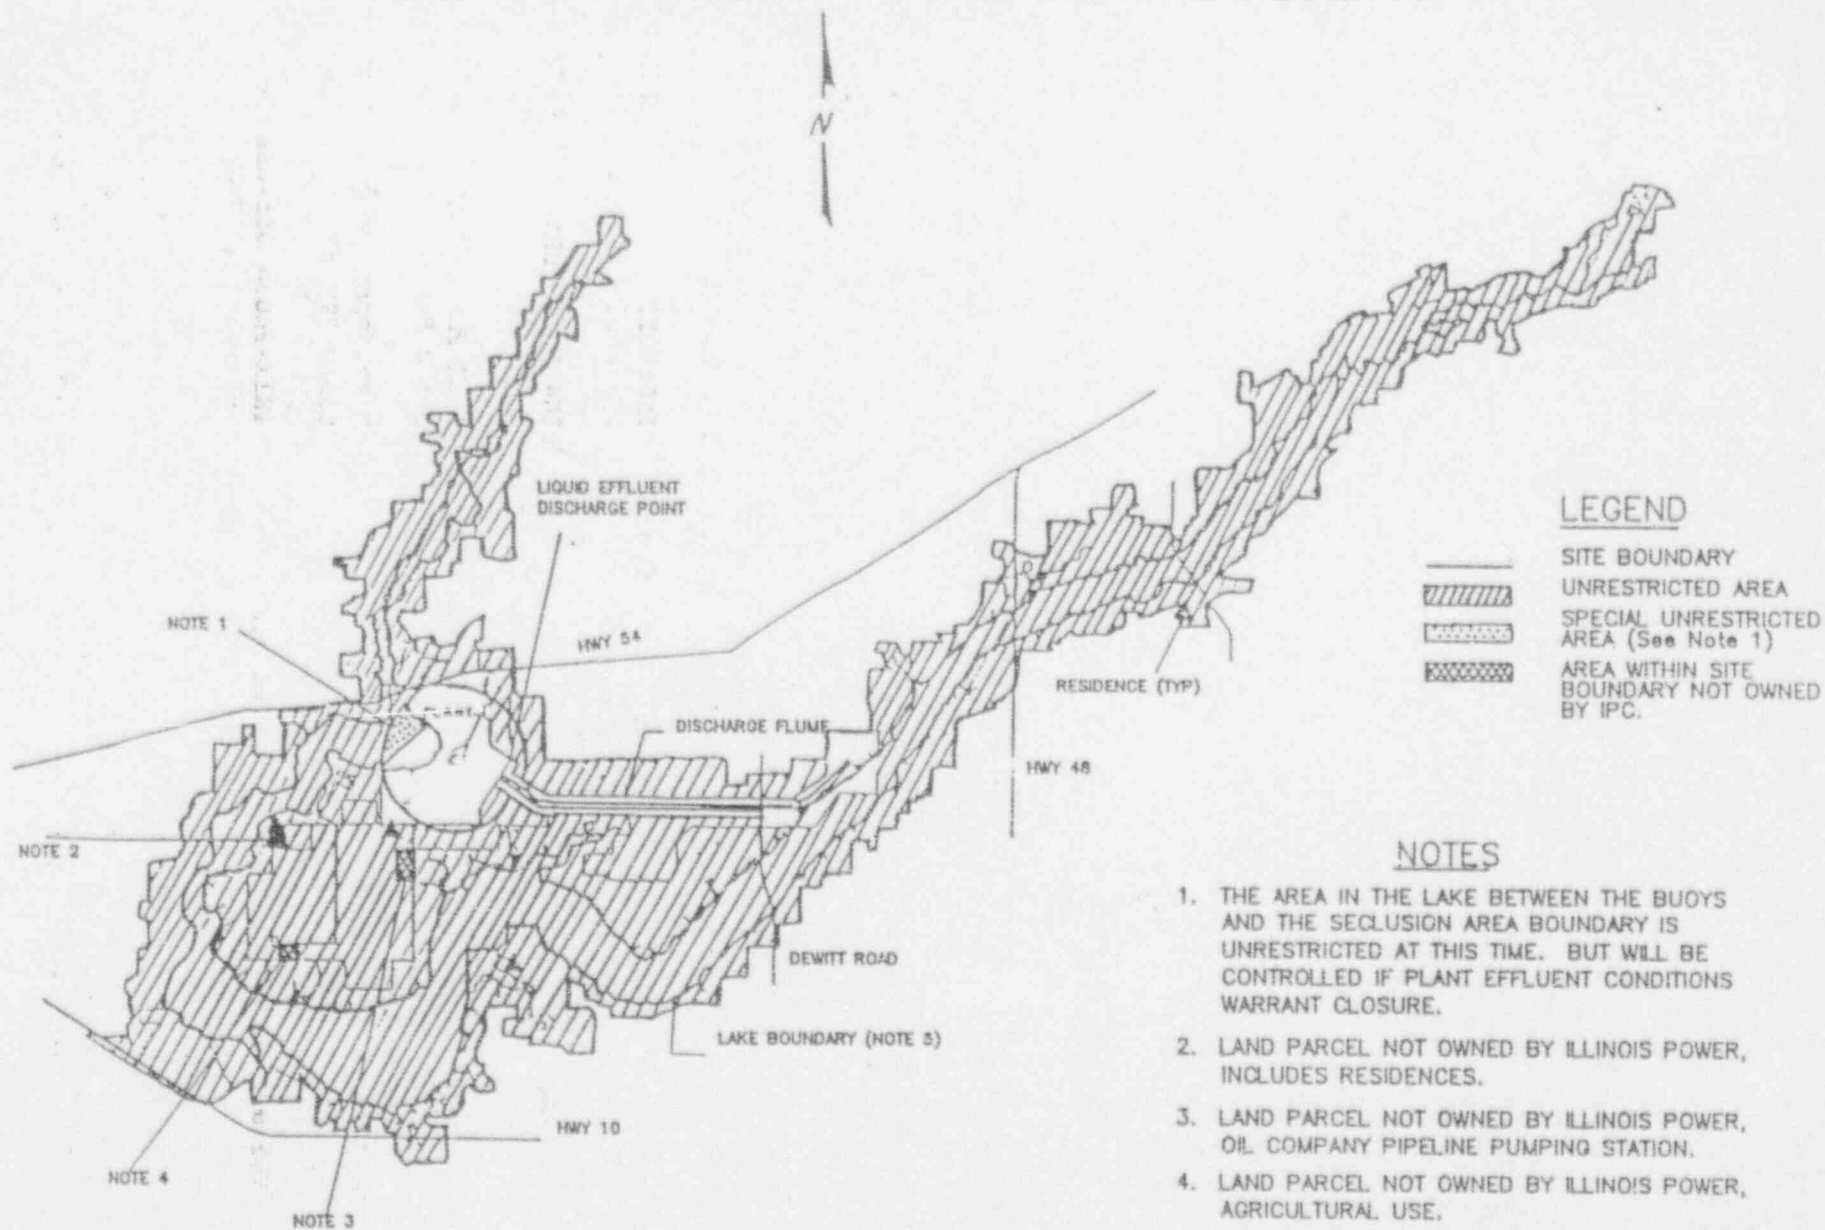 N
LIQUID EFFLUENT
DISCHARGE POINT
NOTE 1
HWY 54
PLANT
RESIDENCE (TYP)
DISCHARGE FLUME
HWY 48
NOTE 2
DEWITT ROAD
LAKE BOUNDARY (NOTE 5)
HWY 10
NOTE 4
NOTE 3
LEGEND
SITE BOUNDARY
UNRESTRICTED AREA
SPECIAL UNRESTRICTED
AREA (See Note 1)
AREA WITHIN SITE
BOUNDARY NOT OWNED
BY IPC.
NOTES
1. THE AREA IN THE LAKE BETWEEN THE BUOYS
AND THE SECLUSION AREA BOUNDARY IS
UNRESTRICTED AT THIS TIME. BUT WILL BE
CONTROLLED IF PLANT EFFLUENT CONDITIONS
WARRANT CLOSURE.
2. LAND PARCEL NOT OWNED BY ILLINOIS POWER,
INCLUDES RESIDENCES.
3. LAND PARCEL NOT OWNED BY ILLINOIS POWER,
OIL COMPANY PIPELINE PUMPING STATION.
4. LAND PARCEL NOT OWNED BY ILLINOIS POWER,
AGRICULTURAL USE.